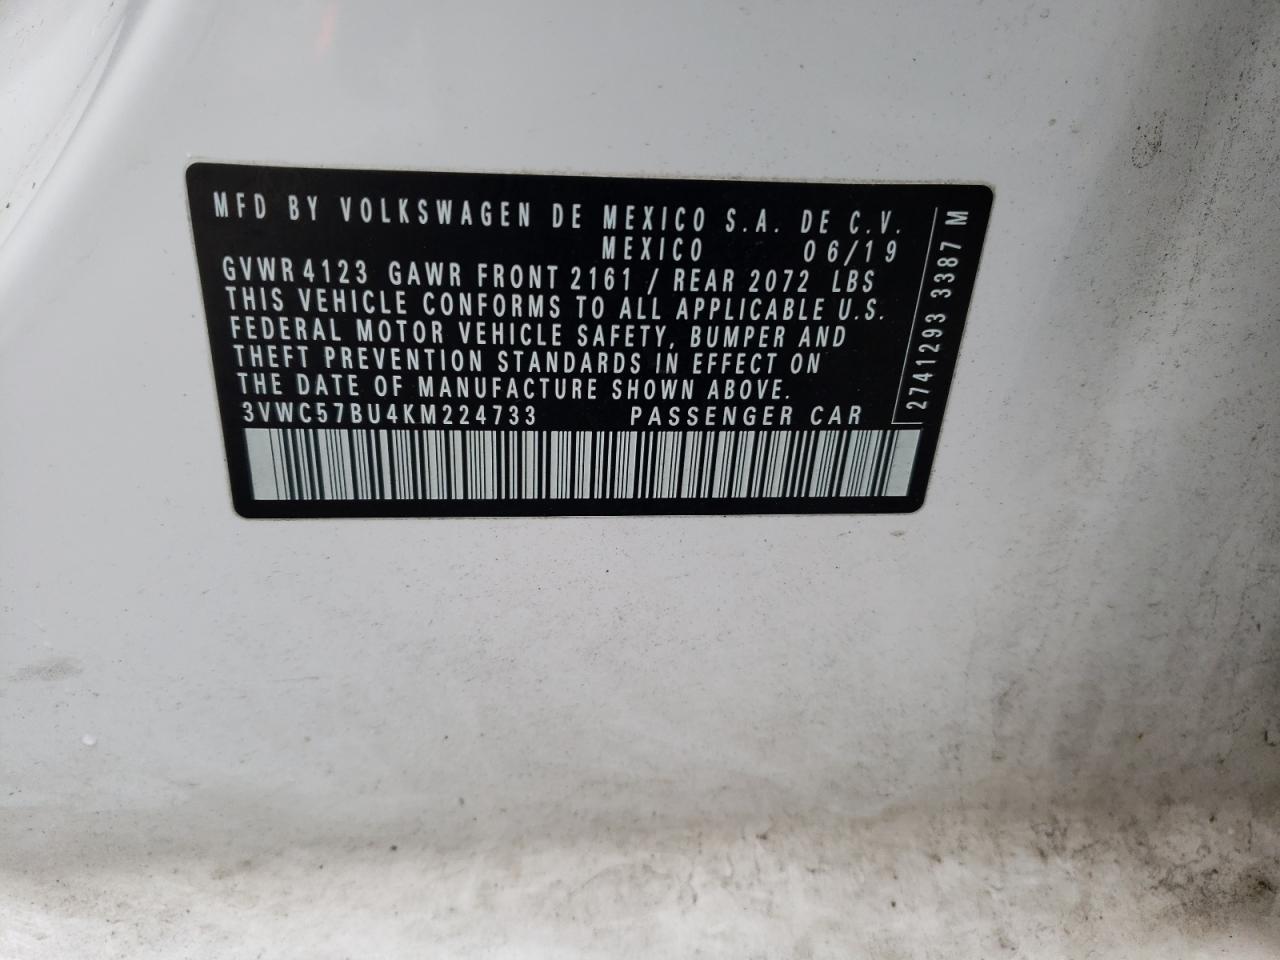 MFD BY VOLKSWAGEN DE MEXICO S.A. DE C.V.
MEXICO 06/19
GVWR 4123 GAWR FRONT 2161 / REAR 2072 LBS
THIS VEHICLE CONFORMS TO ALL APPLICABLE U.S.
FEDERAL MOTOR VEHICLE SAFETY, BUMPER AND
THEFT PREVENTION STANDARDS IN EFFECT ON
THE DATE OF MANUFACTURE SHOWN ABOVE.
3VWC57BU4KM224733 PASSENGER CAR
2741293 3387 M